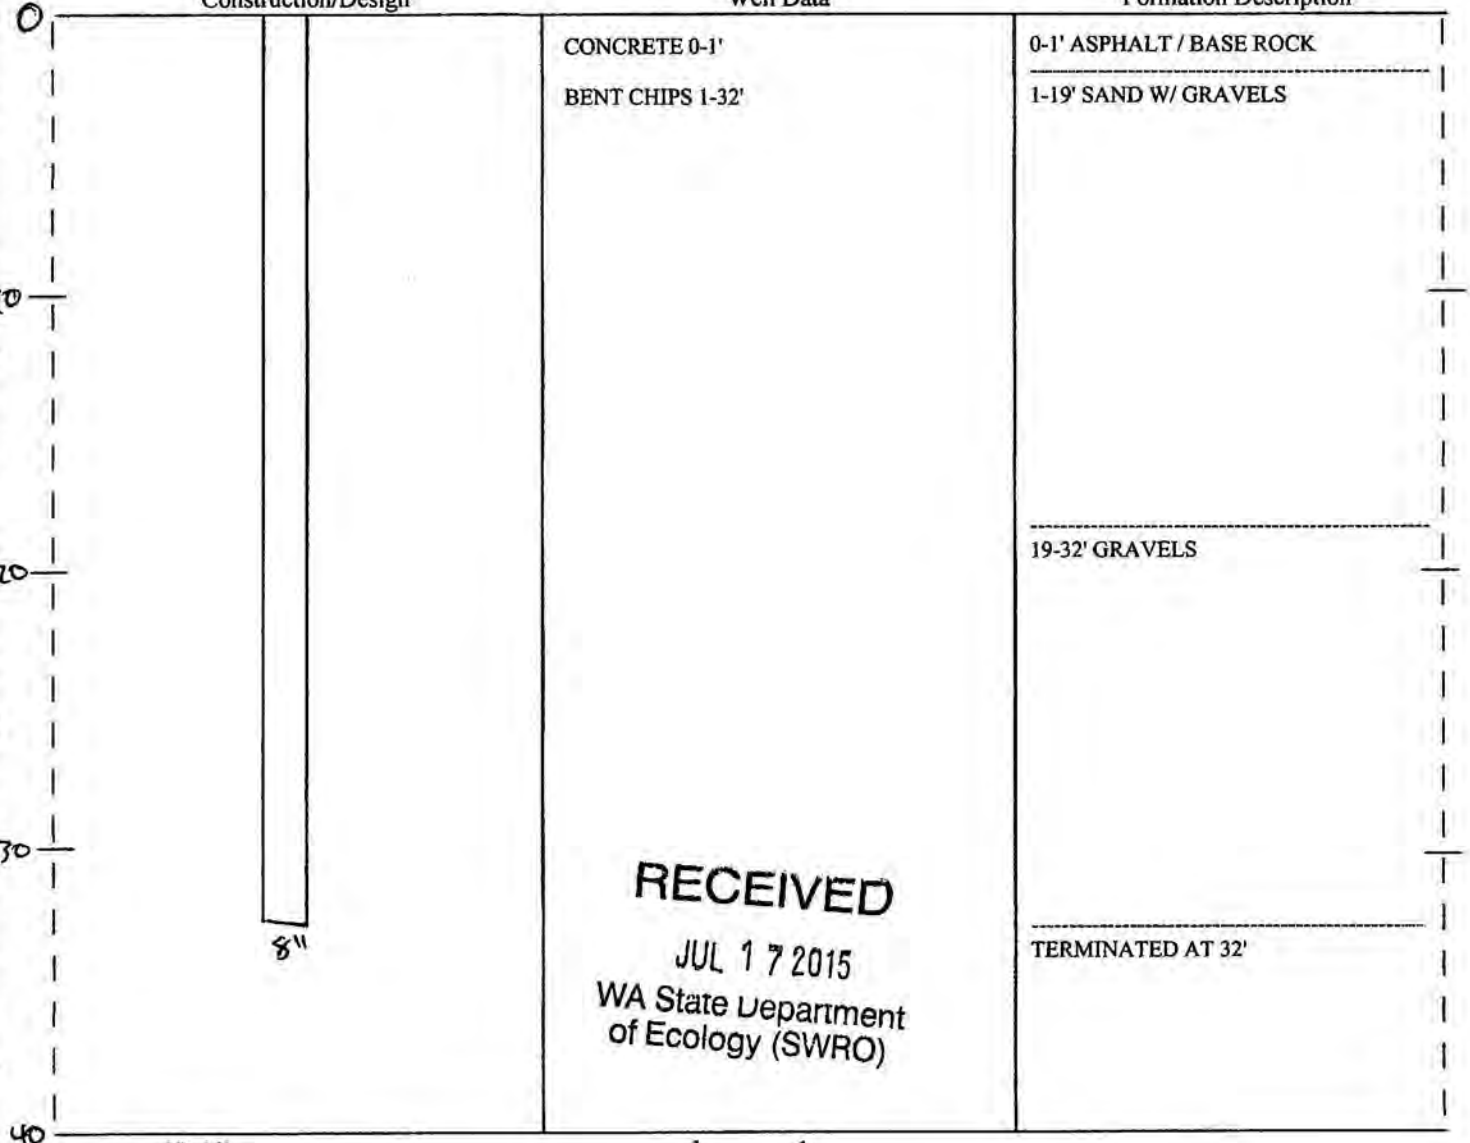 Construction/Design
Well Data
Formation Description
0
CONCRETE 0-1'
BENT CHIPS 1-32'
0-1' ASPHALT / BASE ROCK
1-19' SAND W/ GRAVELS
19-32' GRAVELS
30
8"
TERMINATED AT 32'
RECEIVED
JUL 17 2015
WA State Department
of Ecology (SWRO)
40